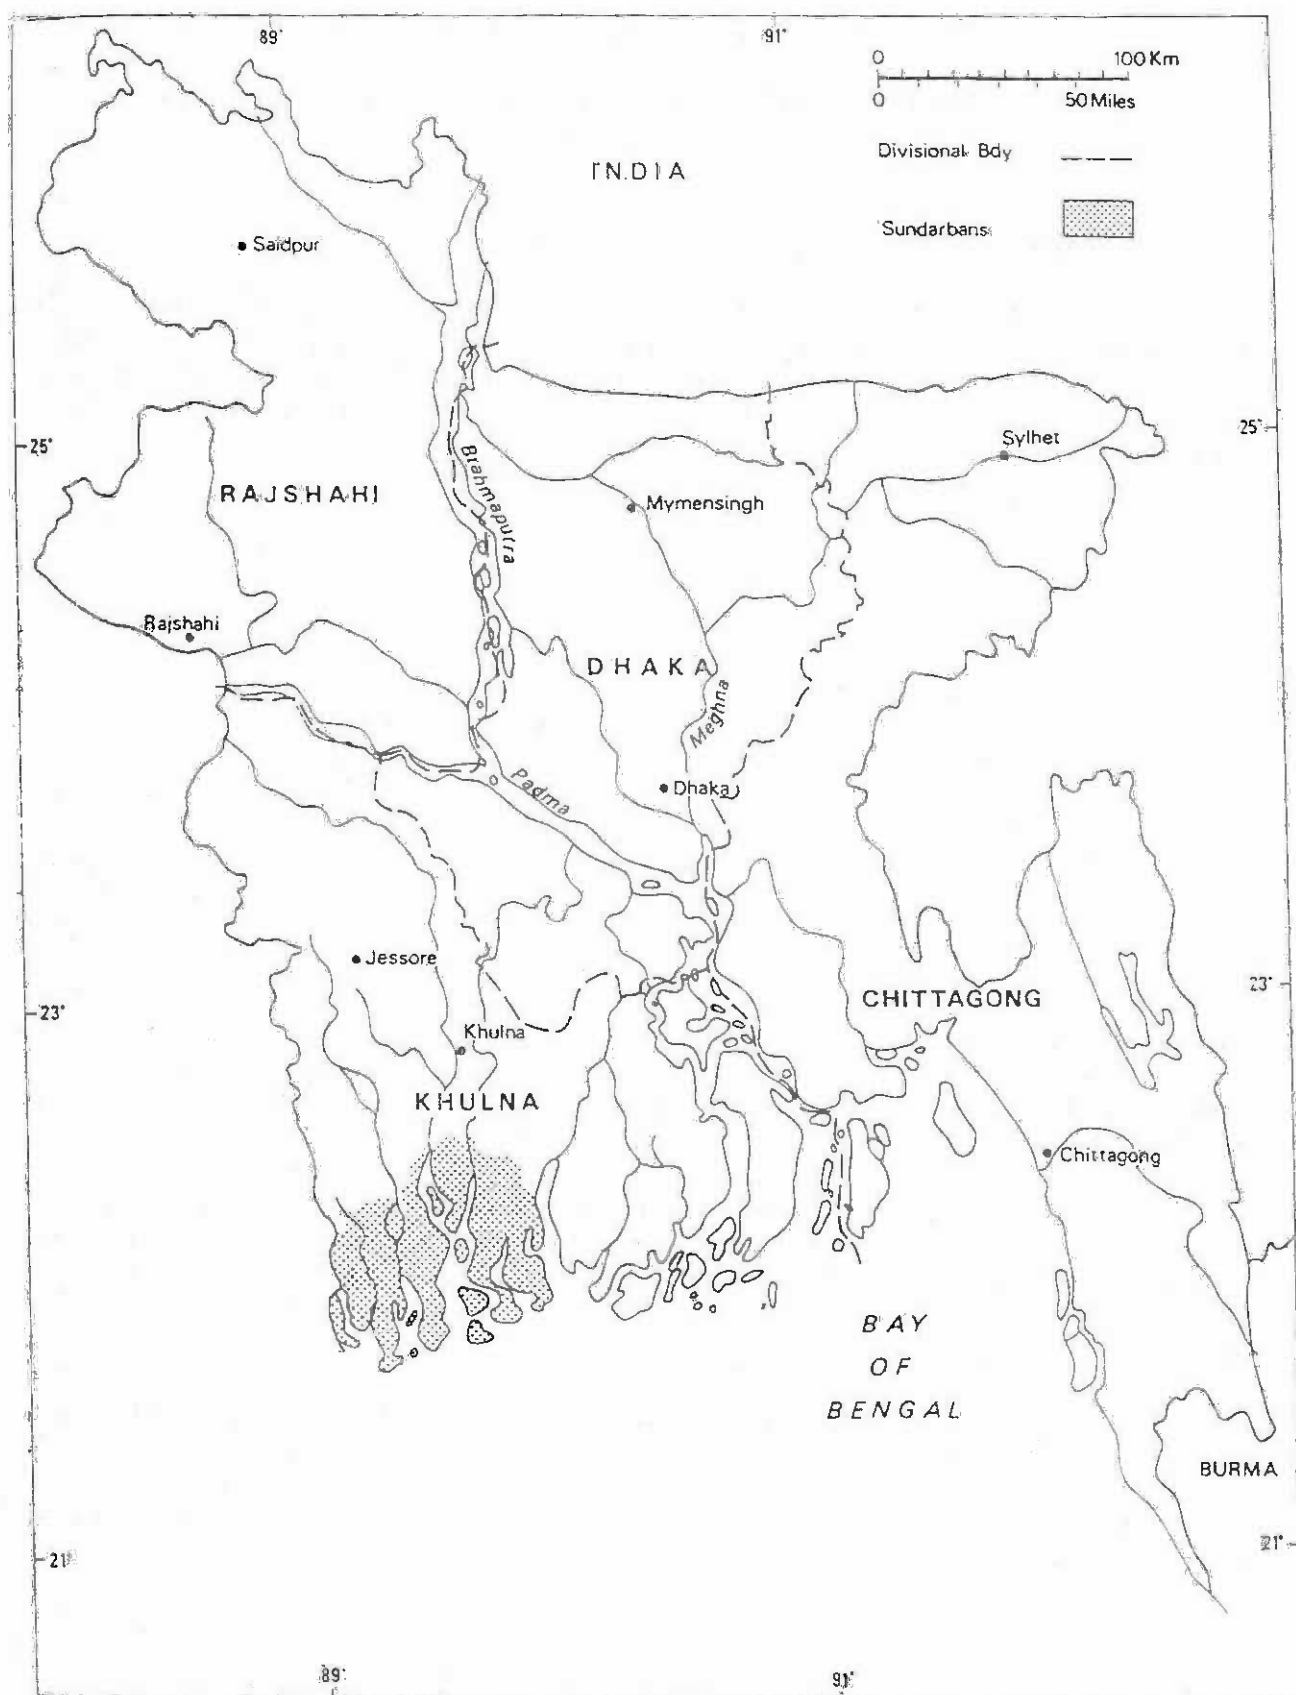 89°
91°
0 100 Km
0 50 Miles
Divisional Bdy
Sundarbans
INDIA
Saidpur
25°
25°
Sylhet
Brahmaputra
RAJSHAHI
Mymensingh
Rajshahi
DHAKA
Meghna
Padma
Dhaka
Jessore
23°
CHITTAGONG
23°
Khulna
KHULNA
Chittagong
BAY
OF
BENGAL
BURMA
21°
21°
89°
91°